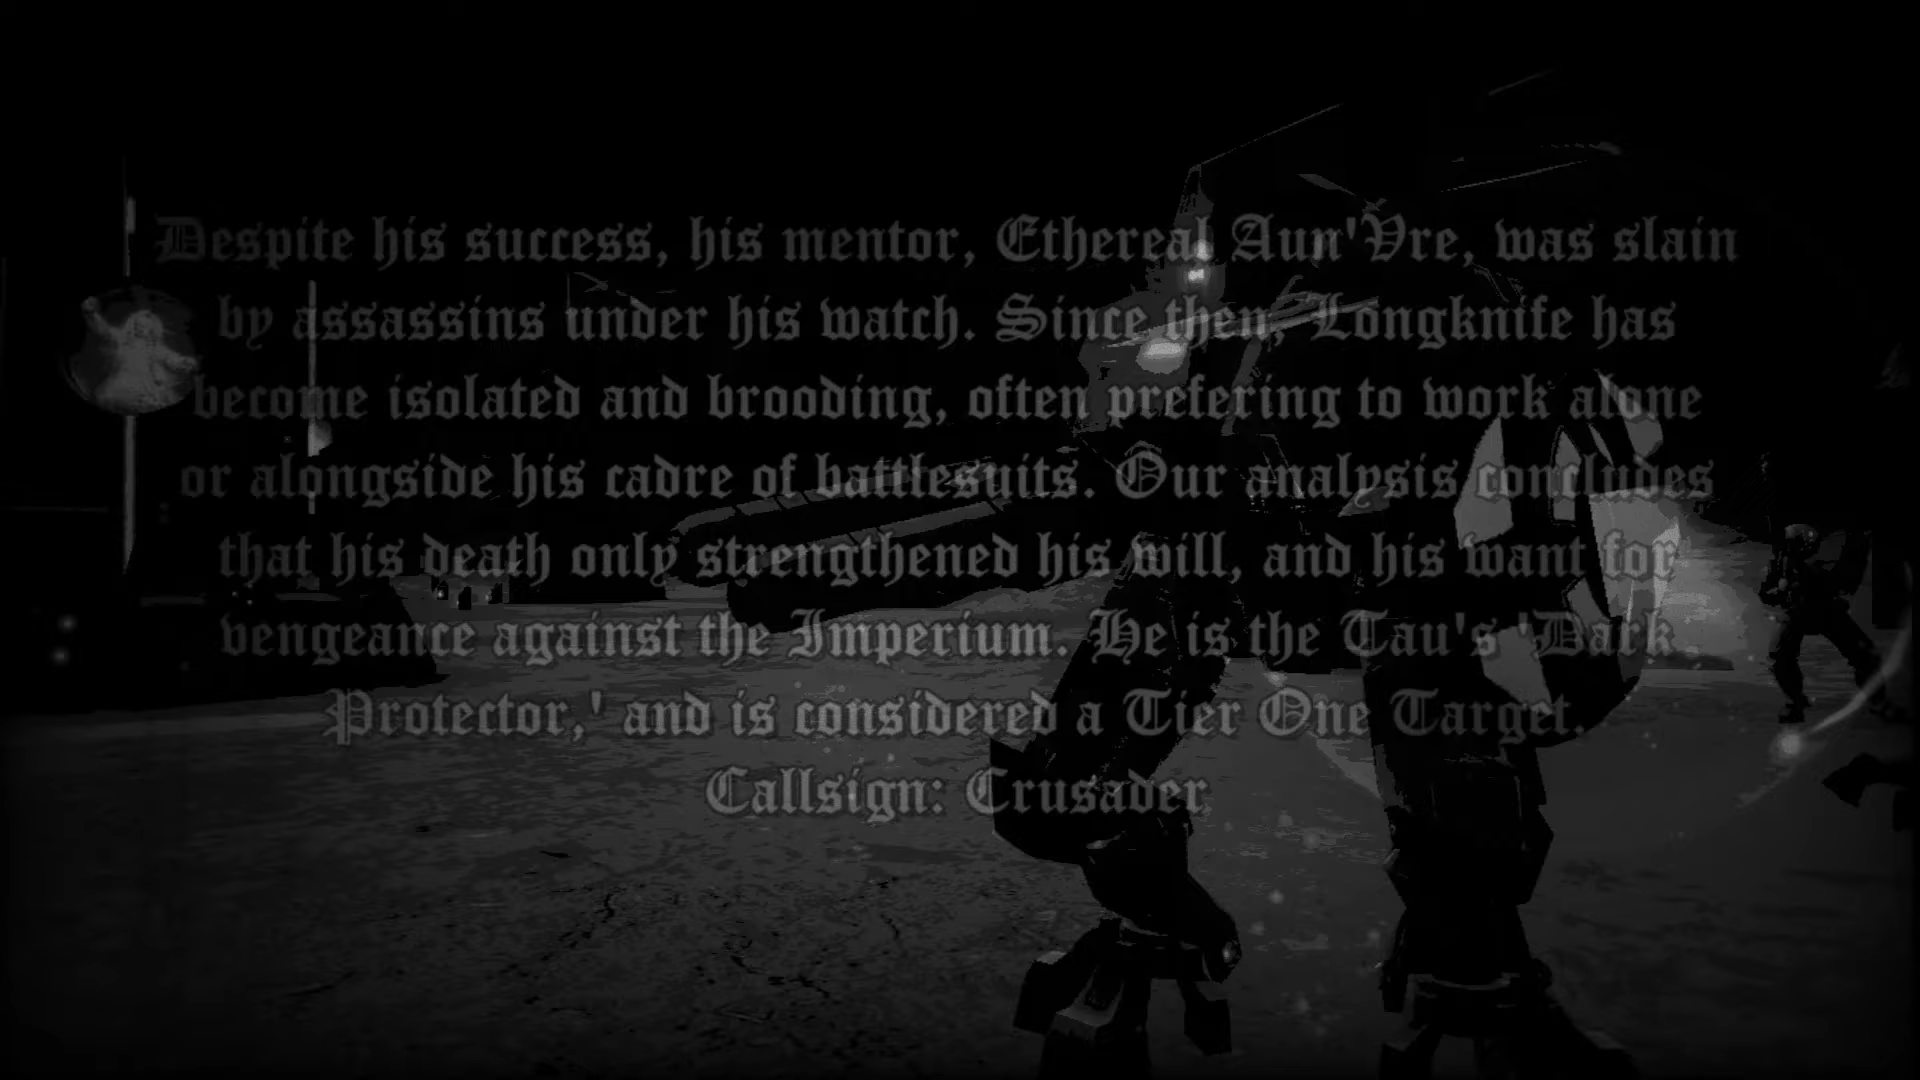 Despite his success, his mentor, Ethereal Aun'Vre, was slain
by assassins under his watch. Since then, Longknife has
become isolated and brooding, often prefering to work alone
or alongside his cadre of battlesuits. Our analysis concludes
that his death only strengthened his will, and his want for
vengeance against the Imperium. He is the Tau's 'Dark
Protector,' and is considered a Tier One Target.
Callsign: Crusader